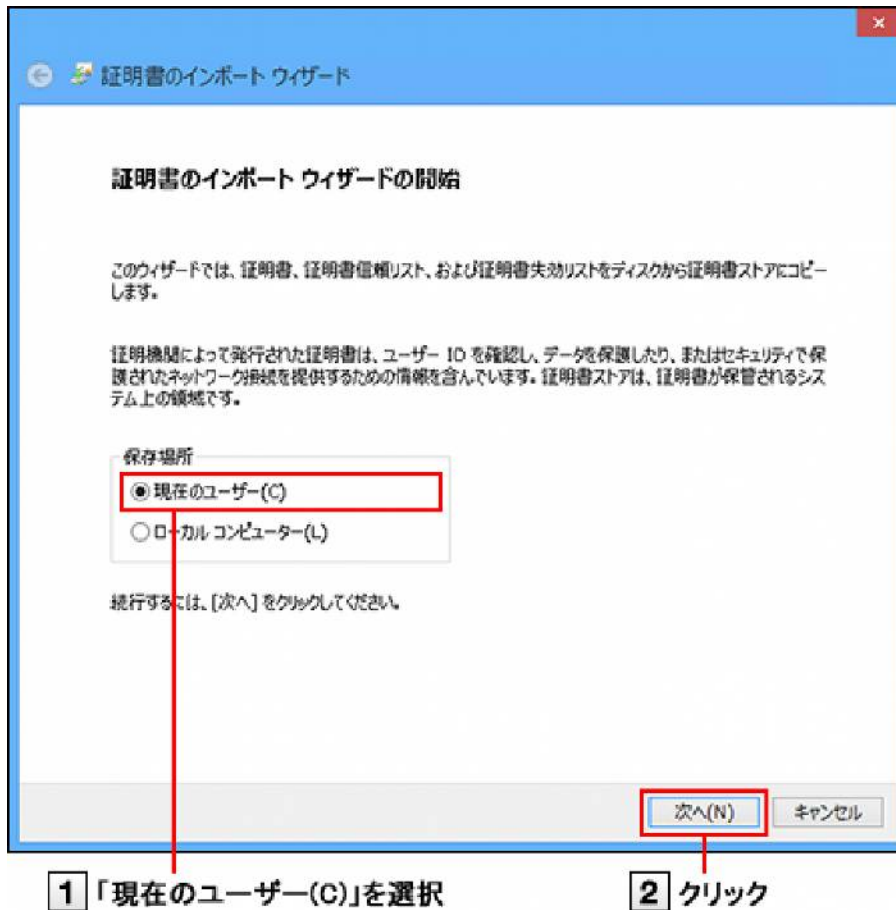 証明書のインポート ウィザード
証明書のインポート ウィザードの開始
このウィザードでは、証明書、証明書信頼リスト、および証明書失効リストをディスクから証明書ストアにコピー
します。
証明機関によって発行された証明書は、ユーザー ID を確認し、データを保護したり、またはセキュリティで保
護されたネットワーク接続を提供するための情報を含んでいます。証明書ストアは、証明書が保管されるシス
テム上の領域です。
保存場所
現在のユーザー(C)
ローカル コンピューター(L)
続行するには、[次へ] をクリックしてください。
次へ(N)
キャンセル
1 「現在のユーザー(C)」を選択
2 クリック